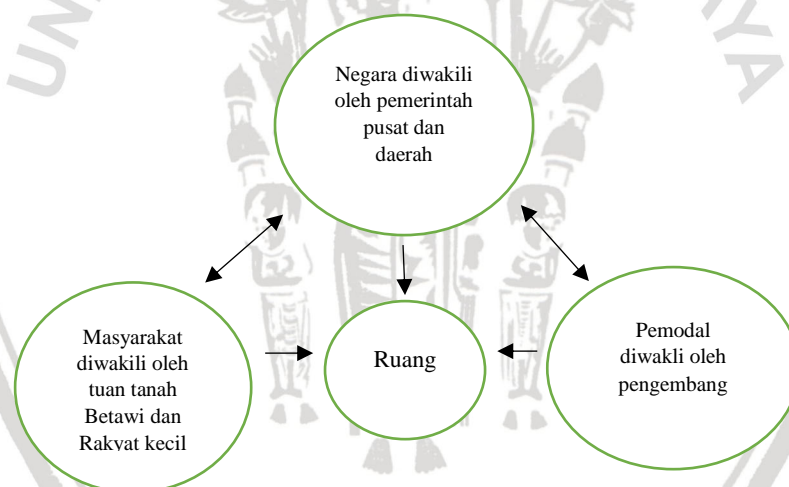 Negara diwakili
oleh pemerintah
pusat dan
daerah
Masyarakat
diwakili oleh
tuan tanah
Betawi dan
Rakyat kecil
Ruang
Pemodal
diwakli oleh
pengembang